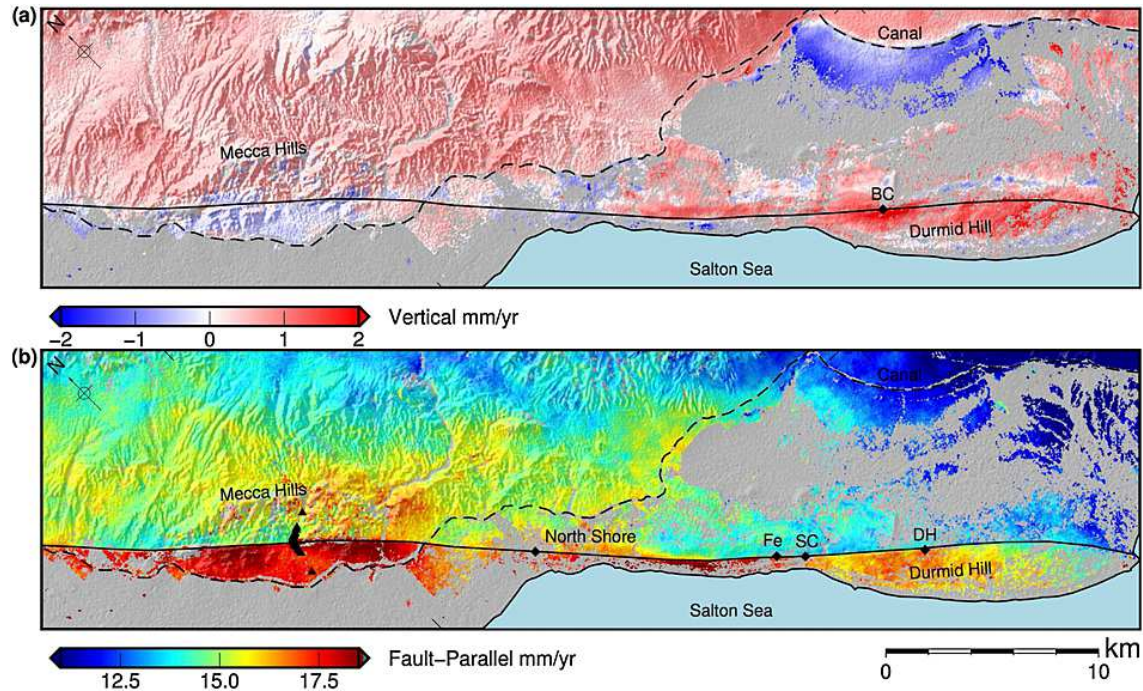 (a)
N
Canal
Mecca Hills
BC
Durmid Hill
Salton Sea
−2 −1 0 1 2
Vertical mm/yr
(b)
N
Canal
Mecca Hills
North Shore
Fe SC DH
Durmid Hill
Salton Sea
12.5 15.0 17.5
Fault−Parallel mm/yr
km
0 10